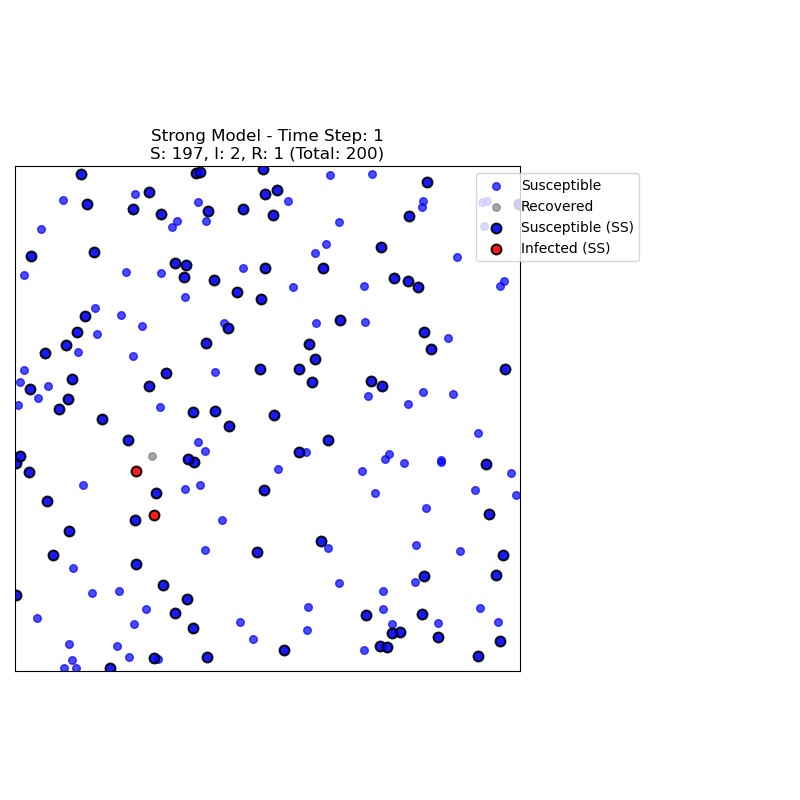 Strong Model - Time Step: 1
S: 197, I: 2, R: 1 (Total: 200)
Susceptible
Recovered
Susceptible (SS)
Infected (SS)